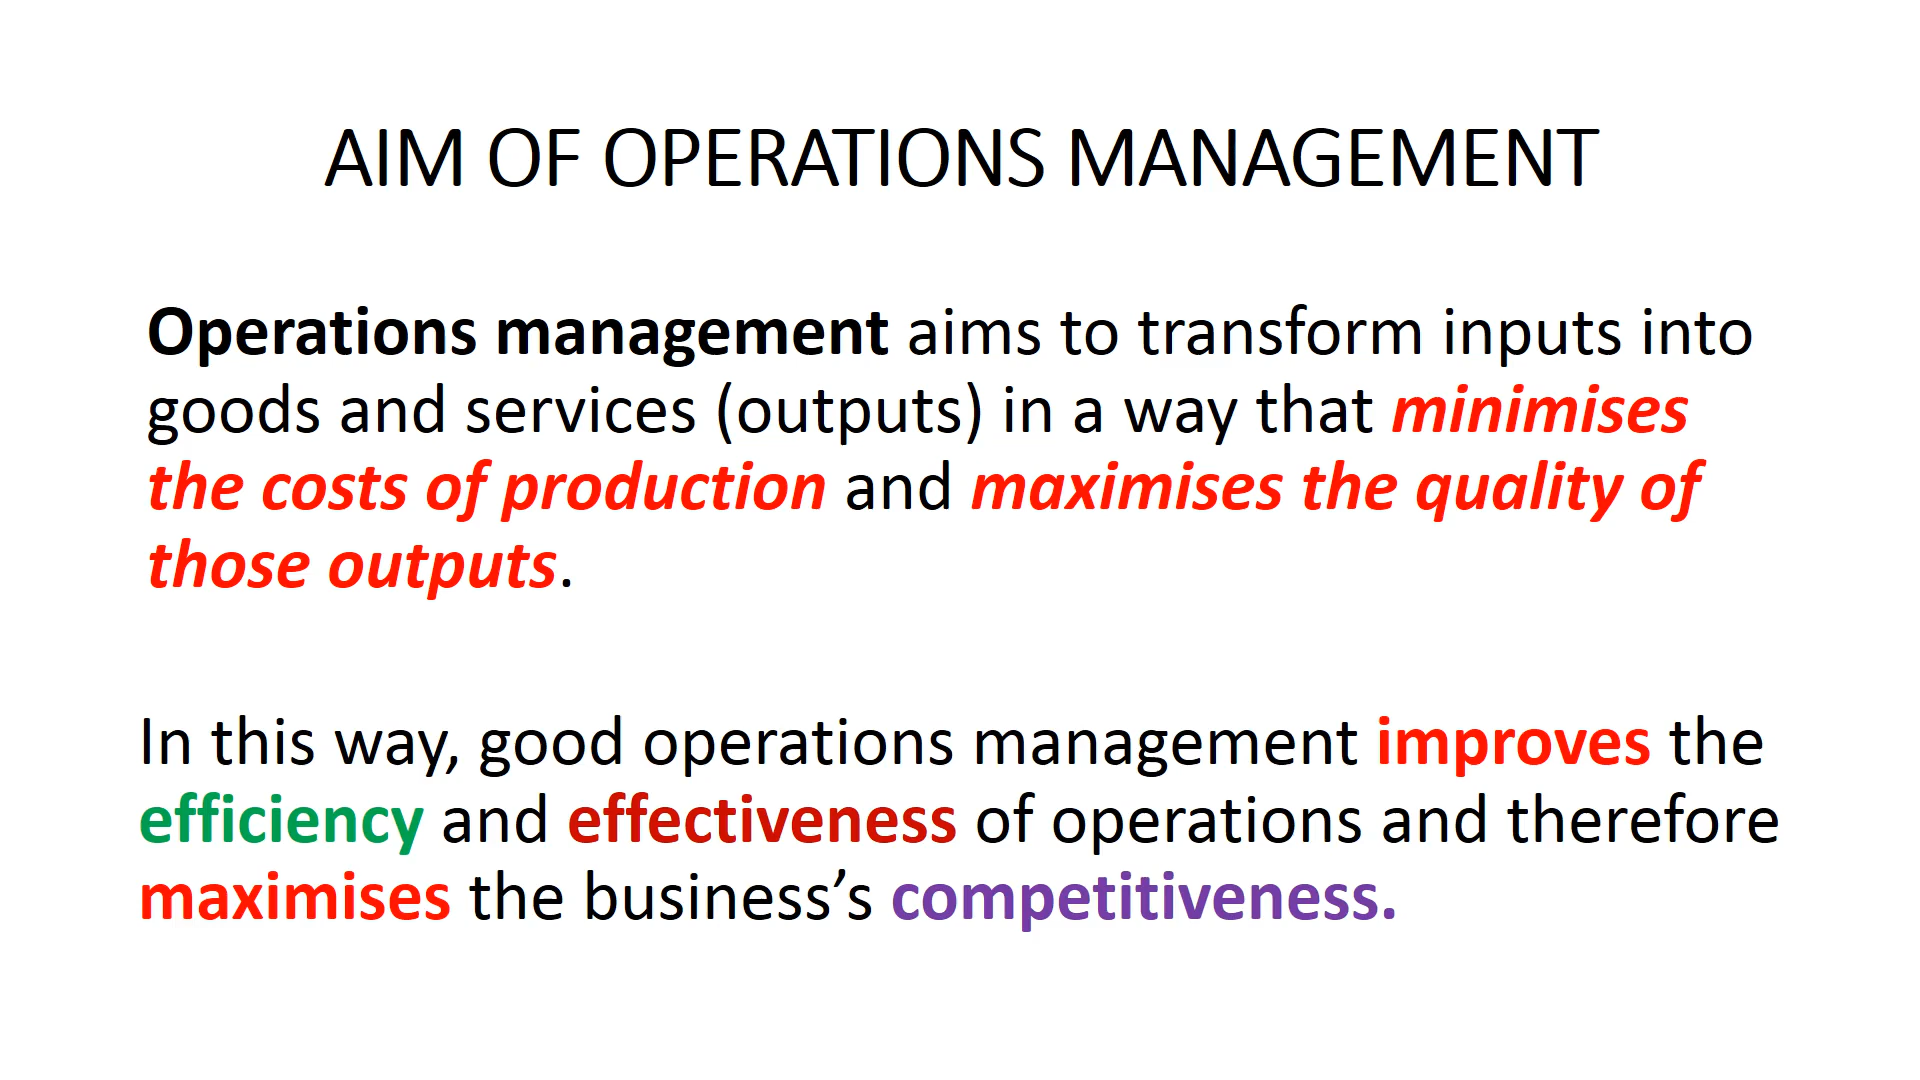 AIM OF OPERATIONS MANAGEMENT
Operations management aims to transform inputs into
goods and services (outputs) in a way that minimises
the costs of production and maximises the quality of
those outputs.
In this way, good operations management improves the
efficiency and effectiveness of operations and therefore
maximises the business’s competitiveness.